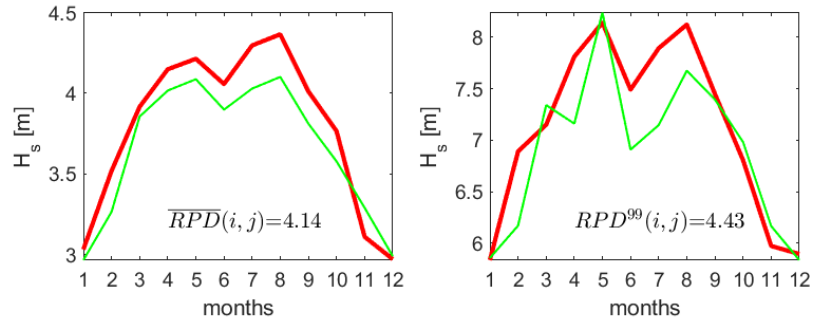 4.5
4
3.5
3
H_s [m]
1 2 3 4 5 6 7 8 9 10 11 12
months
\overline{RPD}(i, j)=4.14
8
7.5
7
6.5
6
H_s [m]
1 2 3 4 5 6 7 8 9 10 11 12
months
RPD^{99}(i, j)=4.43